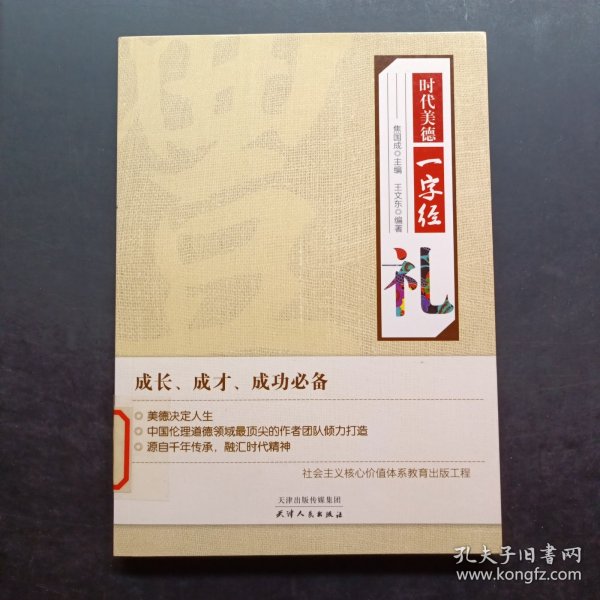 时代美德
一字经
焦国成◎主编 王文东◎编著
礼
成长、成才、成功必备
◎美德决定人生
◎中国伦理道德领域最顶尖的作者团队倾力打造
◎源自千年传承，融汇时代精神
社会主义核心价值体系教育出版工程
天津出版传媒集团
天津人民出版社
孔夫子旧书网
www.kongfz.com